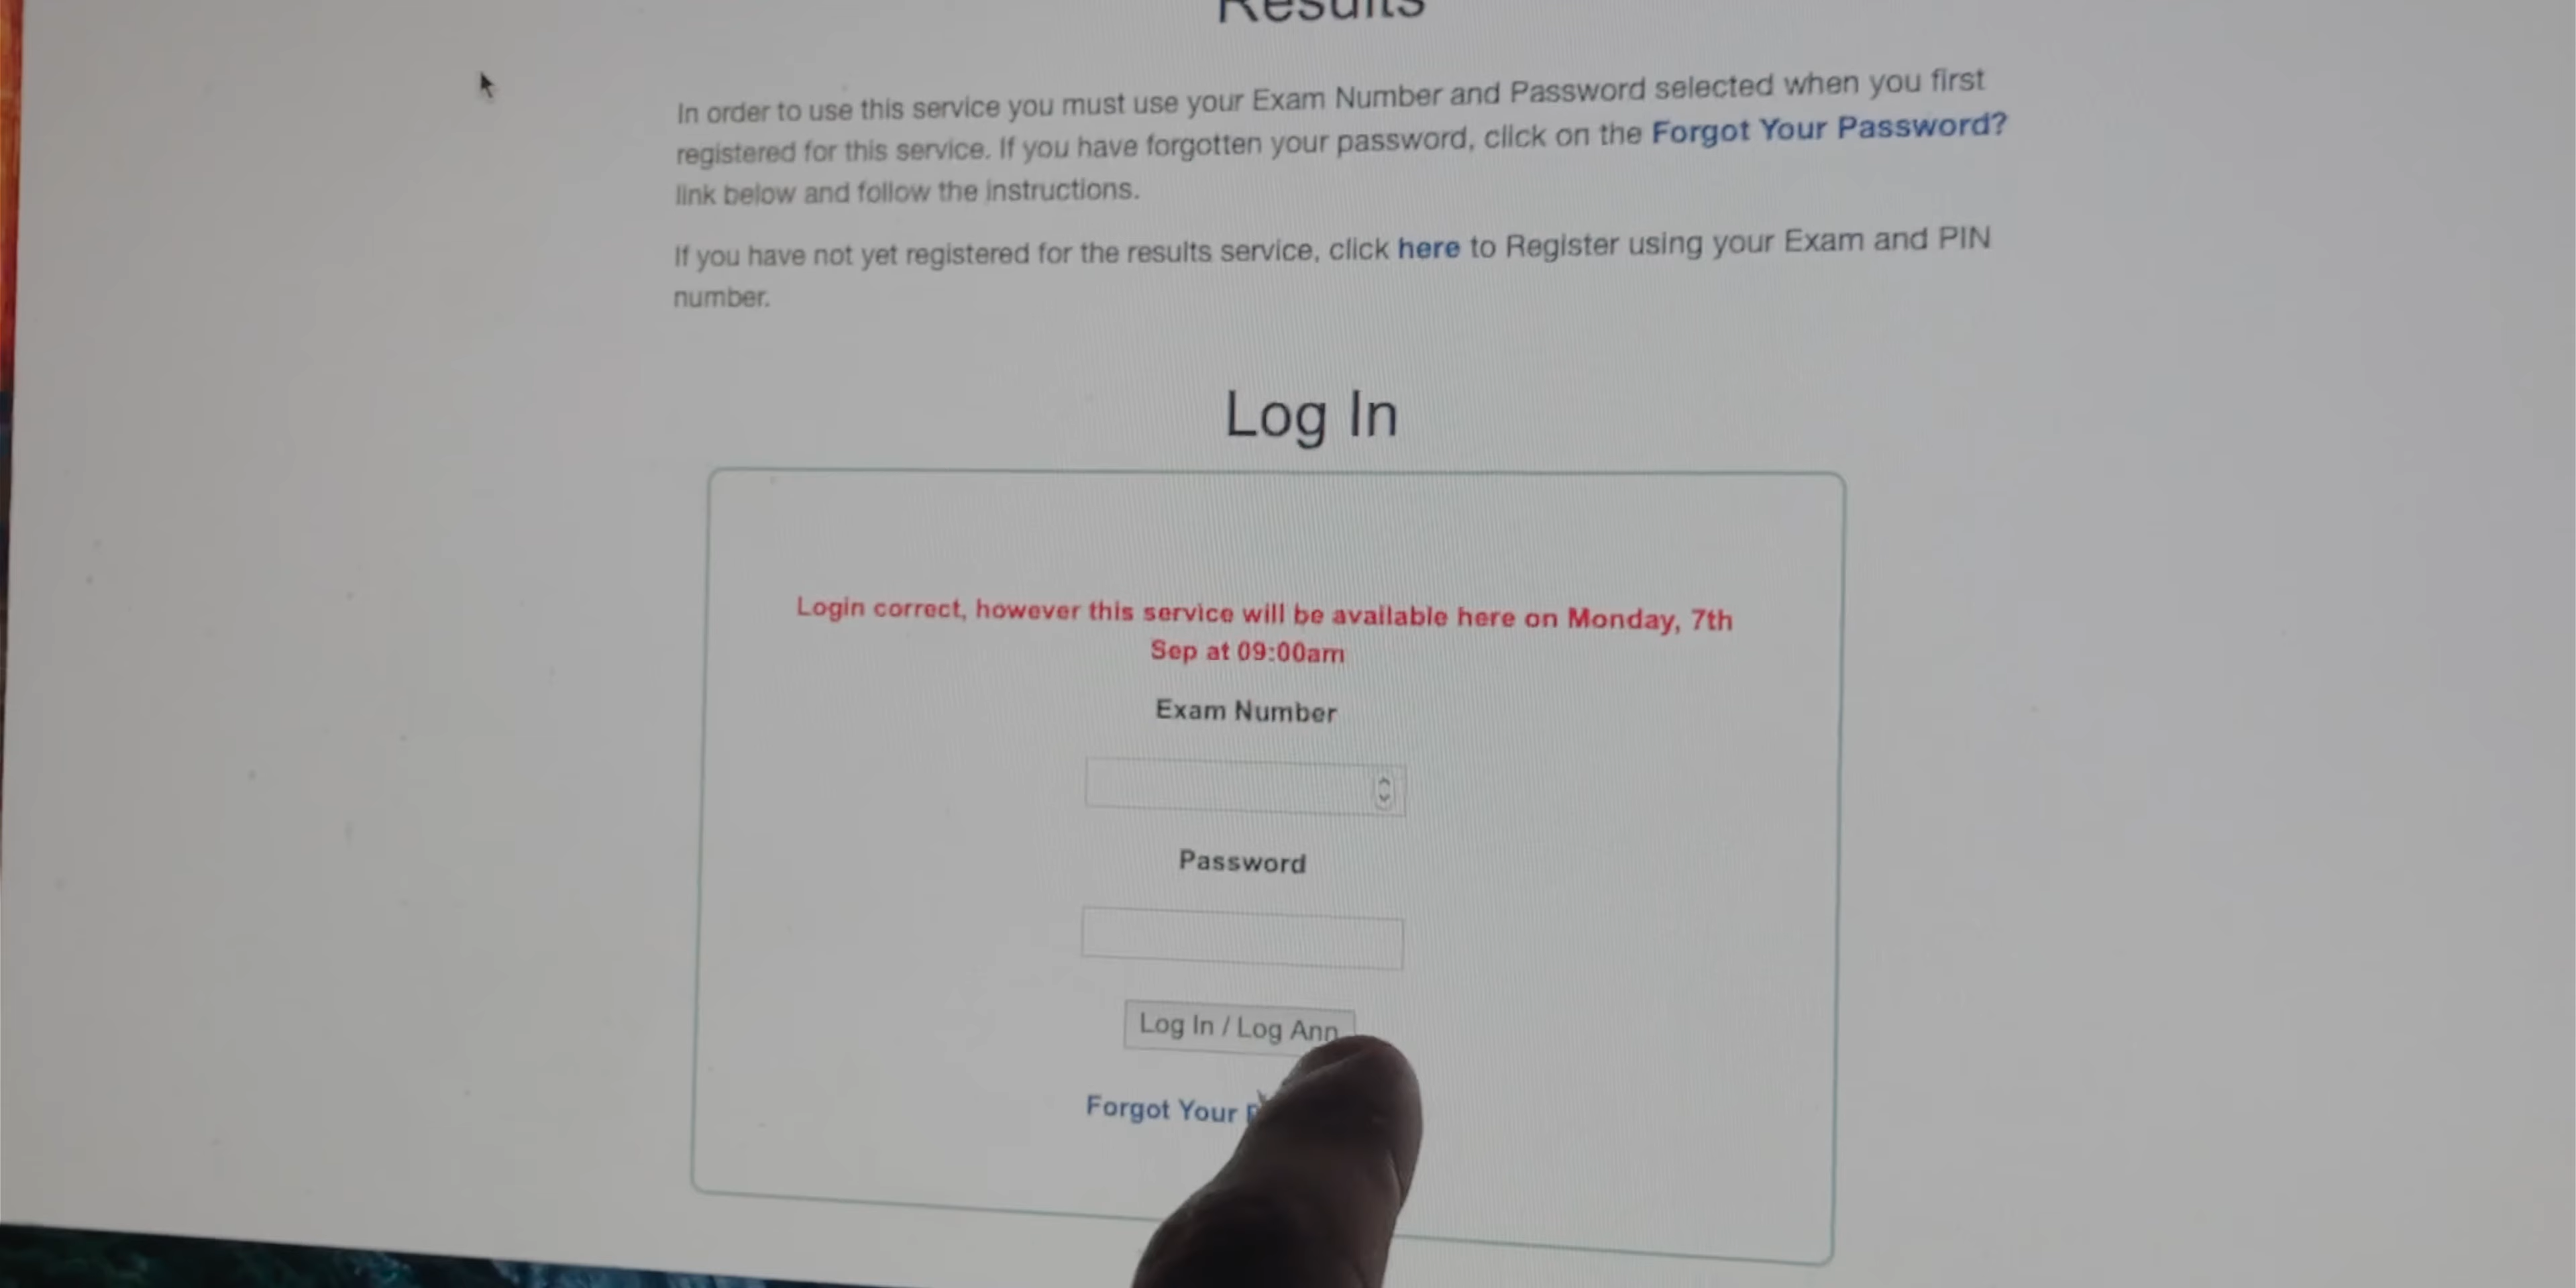 Results
In order to use this service you must use your Exam Number and Password selected when you first
registered for this service. If you have forgotten your password, click on the Forgot Your Password?
link below and follow the instructions.
If you have not yet registered for the results service, click here to Register using your Exam and PIN
number.
Log In
Login correct, however this service will be available here on Monday, 7th
Sep at 09:00am
Exam Number
Password
Log In / Log Ann
Forgot Your